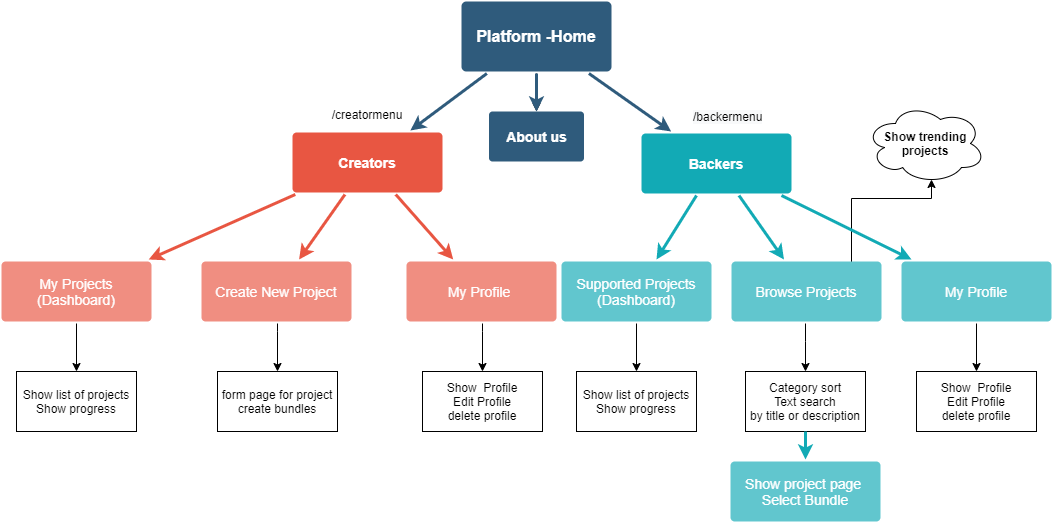 Platform -Home
/creatormenu
/backermenu
About us
Show trending
projects
Creators
Backers
My Projects
(Dashboard)
Create New Project
My Profile
Supported Projects
(Dashboard)
Browse Projects
My Profile
Show list of projects
Show progress
form page for project
create bundles
Show  Profile
Edit Profile
delete profile
Show list of projects
Show progress
Category sort
Text search
by title or description
Show  Profile
Edit Profile
delete profile
Show project page
Select Bundle